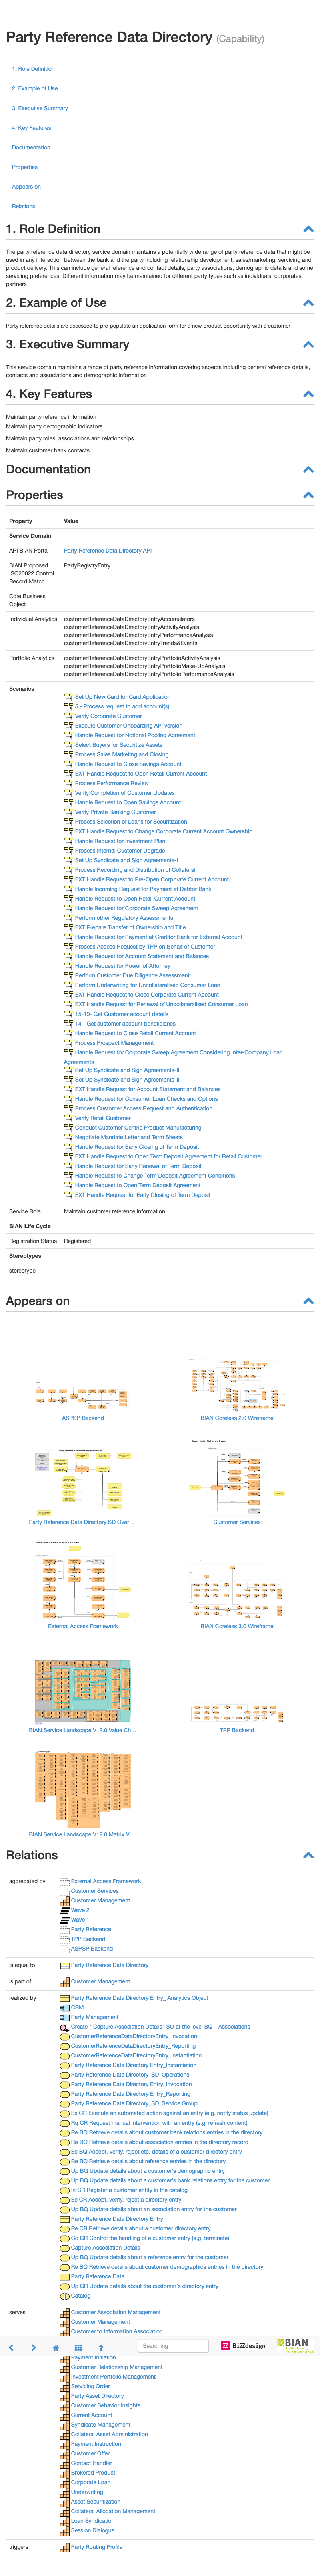 Party Reference Data Directory (Capability)
1. Role Definition
2. Example of Use
3. Executive Summary
4. Key Features
Documentation
Properties
Appears on
Relations
1. Role Definition
The party reference data directory service domain maintains a potentially wide range of party reference data that might be
used in any interaction between the bank and the party including relationship development, sales/marketing, servicing and
product delivery. This can include general reference and contact details, party associations, demographic details and some
servicing preferences. Different information may be maintained for different party types such as individuals, corporates,
partners
2. Example of Use
Party reference details are accessed to pre-populate an application form for a new product opportunity with a customer
3. Executive Summary
This service domain maintains a range of party reference information covering aspects including general reference details,
contacts and association and demographic information
4. Key Features
Maintain party reference information
Maintain party demographic indicators
Maintain party roles, associations and relationships
Maintain customer bank contacts
Documentation
Properties
Property Value
Service Domain
API BIAN Portal Party Reference Data Directory API
BIAN Proposed PartyRegistryEntry
ISO20022 Control
Record Match
Core Business
Object
Individual Analytics customerReferenceDataDirectoryEntryAccumulators
customerReferenceDataDirectoryEntryActivityAnalysis
customerReferenceDataDirectoryEntryPerformanceAnalysis
customerReferenceDataDirectoryEntryTrends&Events
Portfolio Analytics customerReferenceDataDirectoryEntryPortfolioActivityAnalysis
customerReferenceDataDirectoryEntryPortfolioMake-UpAnalysis
customerReferenceDataDirectoryEntryPortfolioPerformanceAnalysis
Scenarios
Set Up New Card for Card Application
5 - Process request to add account(s)
Verify Corporate Customer
Execute Customer Onboarding API version
Handle Request for Notional Pooling Agreement
Select Buyers for Securitize Assets
Process Sales Marketing and Closing
Handle Request to Close Savings Account
EXT Handle Request to Open Retail Current Account
Process Performance Review
Verify Completion of Customer Updates
Handle Request to Open Savings Account
Verify Private Banking Customer
Process Selection of Loans for Securitization
EXT Handle Request to Change Corporate Current Account Ownership
Handle Request for Investment Plan
Process Internal Customer Upgrade
Set Up Syndicate and Sign Agreements-I
Process Recording and Distribution of Collateral
EXT Handle Request to Pre-Open Corporate Current Account
Handle Incoming Request for Payment at Debtor Bank
Handle Request to Open Retail Current Account
Handle Request for Corporate Sweep Agreement
Perform other Regulatory Assessments
EXT Prepare Transfer of Ownership and Title
Handle Request for Payment at Creditor Bank for External Account
Process Access Request by TPP on Behalf of Customer
Handle Request for Account Statement and Balances
Handle Request for Power of Attorney
Perform Customer Due Diligence Assessment
Perform Underwriting for Uncollateralised Consumer Loan
EXT Handle Request to Close Corporate Current Account
EXT Handle Request for Renewal of Uncollateralised Consumer Loan
15-19- Get Customer account details
14 - Get customer account beneficiaries
Handle Request to Close Retail Current Account
Process Prospect Management
Handle Request for Corporate Sweep Agreement Considering Inter-Company Loan
Agreements
Set Up Syndicate and Sign Agreements-II
Set Up Syndicate and Sign Agreements-III
EXT Handle Request for Account Statement and Balances
Handle Request for Consumer Loan Checks and Options
Process Customer Access Request and Authentication
Verify Retail Customer
Conduct Customer Centric Product Manufacturing
Negotiate Mandate Letter and Term Sheets
Handle Request for Early Closing of Term Deposit
EXT Handle Request to Open Term Deposit Agreement for Retail Customer
Handle Request for Early Renewal of Term Deposit
Handle Request to Change Term Deposit Agreement Conditions
Handle Request to Open Term Deposit Agreement
EXT Handle Request for Early Closing of Term Deposit
Service Role Maintain customer reference information
BIAN Life Cycle
Registration Status Registered
Stereotypes
stereotype
Appears on
ASPSP Backend
BIAN Coreless 2.0 Wireframe
Party Reference Data Directory SD Over...
Customer Services
External Access Framework
BIAN Coreless 3.0 Wireframe
BIAN Service Landscape V12.0 Value Ch...
TPP Backend
BIAN Service Landscape V12.0 Matrix Vi...
Relations
aggregated by External Access Framework
Customer Services
Customer Management
Wave 2
Wave 1
Party Reference
TPP Backend
ASPSP Backend
is equal to Party Reference Data Directory
is part of Customer Management
realized by Party Reference Data Directory Entry_ Analytics Object
CRM
Party Management
Create " Capture Association Details" SO at the level BQ – Associations
CustomerReferenceDataDirectoryEntry_Invocation
CustomerReferenceDataDirectoryEntry_Reporting
CustomerReferenceDataDirectoryEntry_Instantiation
Party Reference Data Directory Entry_Instantiation
Party Reference Data Directory_SD_Operations
Party Reference Data Directory Entry_Invocation
Party Reference Data Directory Entry_Reporting
Party Reference Data Directory_SD_Service Group
Ex CR Execute an automated action against an entry (e.g. notify status update)
Rq CR Request manual intervention with an entry (e.g. refresh content)
Re BQ Retrieve details about customer bank relations entries in the directory
Re BQ Retrieve details about association entries in the directory record
Ec BQ Accept, verify, reject etc. details of a customer directory entry
Re BQ Retrieve details about reference entries in the directory
Up BQ Update details about a customer's demographic entry
Up BQ Update details about a customer's bank relations entry for the customer
In CR Register a customer entity in the catalog
Ec CR Accept, verify, reject a directory entry
Up BQ Update details about an association entry for the customer
Party Reference Data Directory Entry
Re CR Retrieve details about a customer directory entry
Co CR Control the handling of a customer entry (e.g. terminate)
Capture Association Details
Up BQ Update details about a reference entry for the customer
Re BQ Retrieve details about customer demographics entries in the directory
Party Reference Data
Up CR Update details about the customer's directory entry
Catalog
serves Customer Association Management
Customer Management
Customer to Information Association
Searching
BiZZdesign
BIAN
Payment Initiation
Customer Relationship Management
Investment Portfolio Management
Servicing Order
Party Asset Directory
Customer Behavior Insights
Current Account
Syndicate Management
Collateral Asset Administration
Payment Instruction
Customer Offer
Contact Handler
Brokered Product
Corporate Loan
Underwriting
Asset Securitization
Collateral Allocation Management
Loan Syndication
Session Dialogue
triggers Party Routing Profile